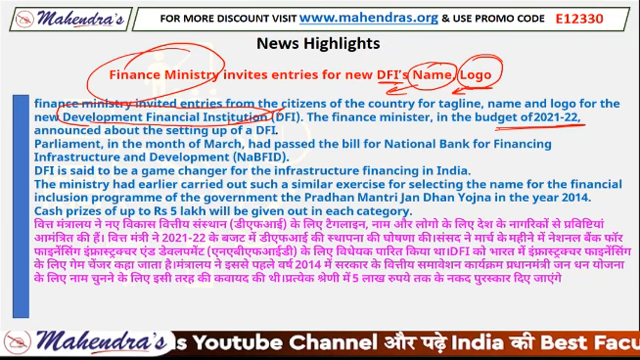 Mahendra's
FOR MORE DISCOUNT VISIT www.mahendras.org & USE PROMO CODE E12330
News Highlights
Finance Ministry invites entries for new DFI's Name, Logo
finance ministry invited entries from the citizens of the country for tagline, name and logo for the
new Development Financial Institution (DFI). The finance minister, in the budget of 2021-22,
announced about the setting up of a DFI.
Parliament, in the month of March, had passed the bill for National Bank for Financing
Infrastructure and Development (NaBFID).
DFI is said to be a game changer for the infrastructure financing in India.
The ministry had earlier carried out such a similar exercise for selecting the name for the financial
inclusion programme of the government the Pradhan Mantri Jan Dhan Yojna in the year 2014.
Cash prizes of up to Rs 5 lakh will be given out in each category.
वित्त मंत्रालय ने नए विकास वित्तीय संस्थान (डीएफआई) के लिए टैगलाइन, नाम और लोगो के लिए देश के नागरिकों से प्रविष्टियां
आमंत्रित की हैं। वित्त मंत्री ने 2021-22 के बजट में डीएफआई की स्थापना की घोषणा की।संसद ने मार्च के महीने में नेशनल बैंक फॉर
फाइनेंसिंग इंफ्रास्ट्रक्चर एंड डेवलपमेंट (एनएबीएफआईडी) के लिए विधेयक पारित किया था।DFI को भारत में इंफ्रास्ट्रक्चर फाइनेंसिंग
के लिए गेम चेंजर कहा जाता है।मंत्रालय ने इससे पहले वर्ष 2014 में सरकार के वित्तीय समावेशन कार्यक्रम प्रधानमंत्री जन धन योजना
के लिए नाम चुनने के लिए इसी तरह की कवायद की थी।प्रत्येक श्रेणी में 5 लाख रुपये तक के नकद पुरस्कार दिए जाएंगे
Mahendra's s Youtube Channel और पढ़े India की Best Facu